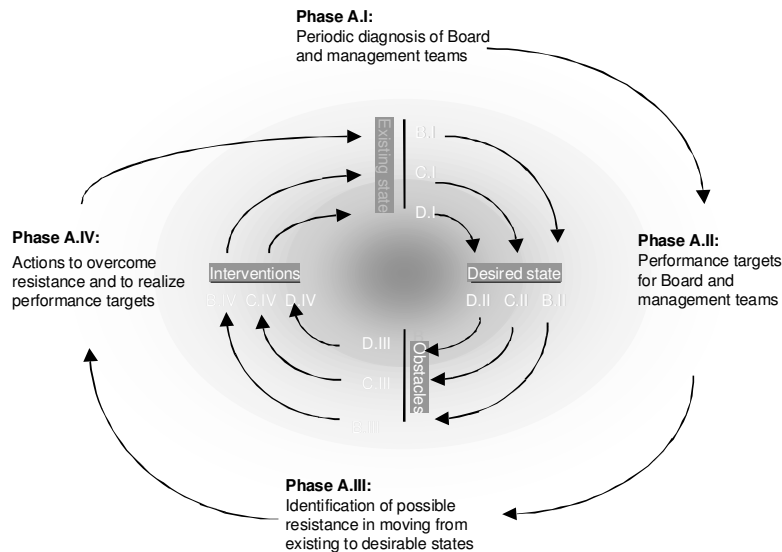 Phase A.I:
Periodic diagnosis of Board
and management teams
Existing state
B.I
C.I
D.I
Phase A.IV:
Actions to overcome
resistance and to realize
performance targets
Interventions
B.IV C.IV D.IV
Desired state
D.II C.II B.II
Phase A.II:
Performance targets
for Board and
management teams
D.III
C.III
B.III
Obstacles
Phase A.III:
Identification of possible
resistance in moving from
existing to desirable states